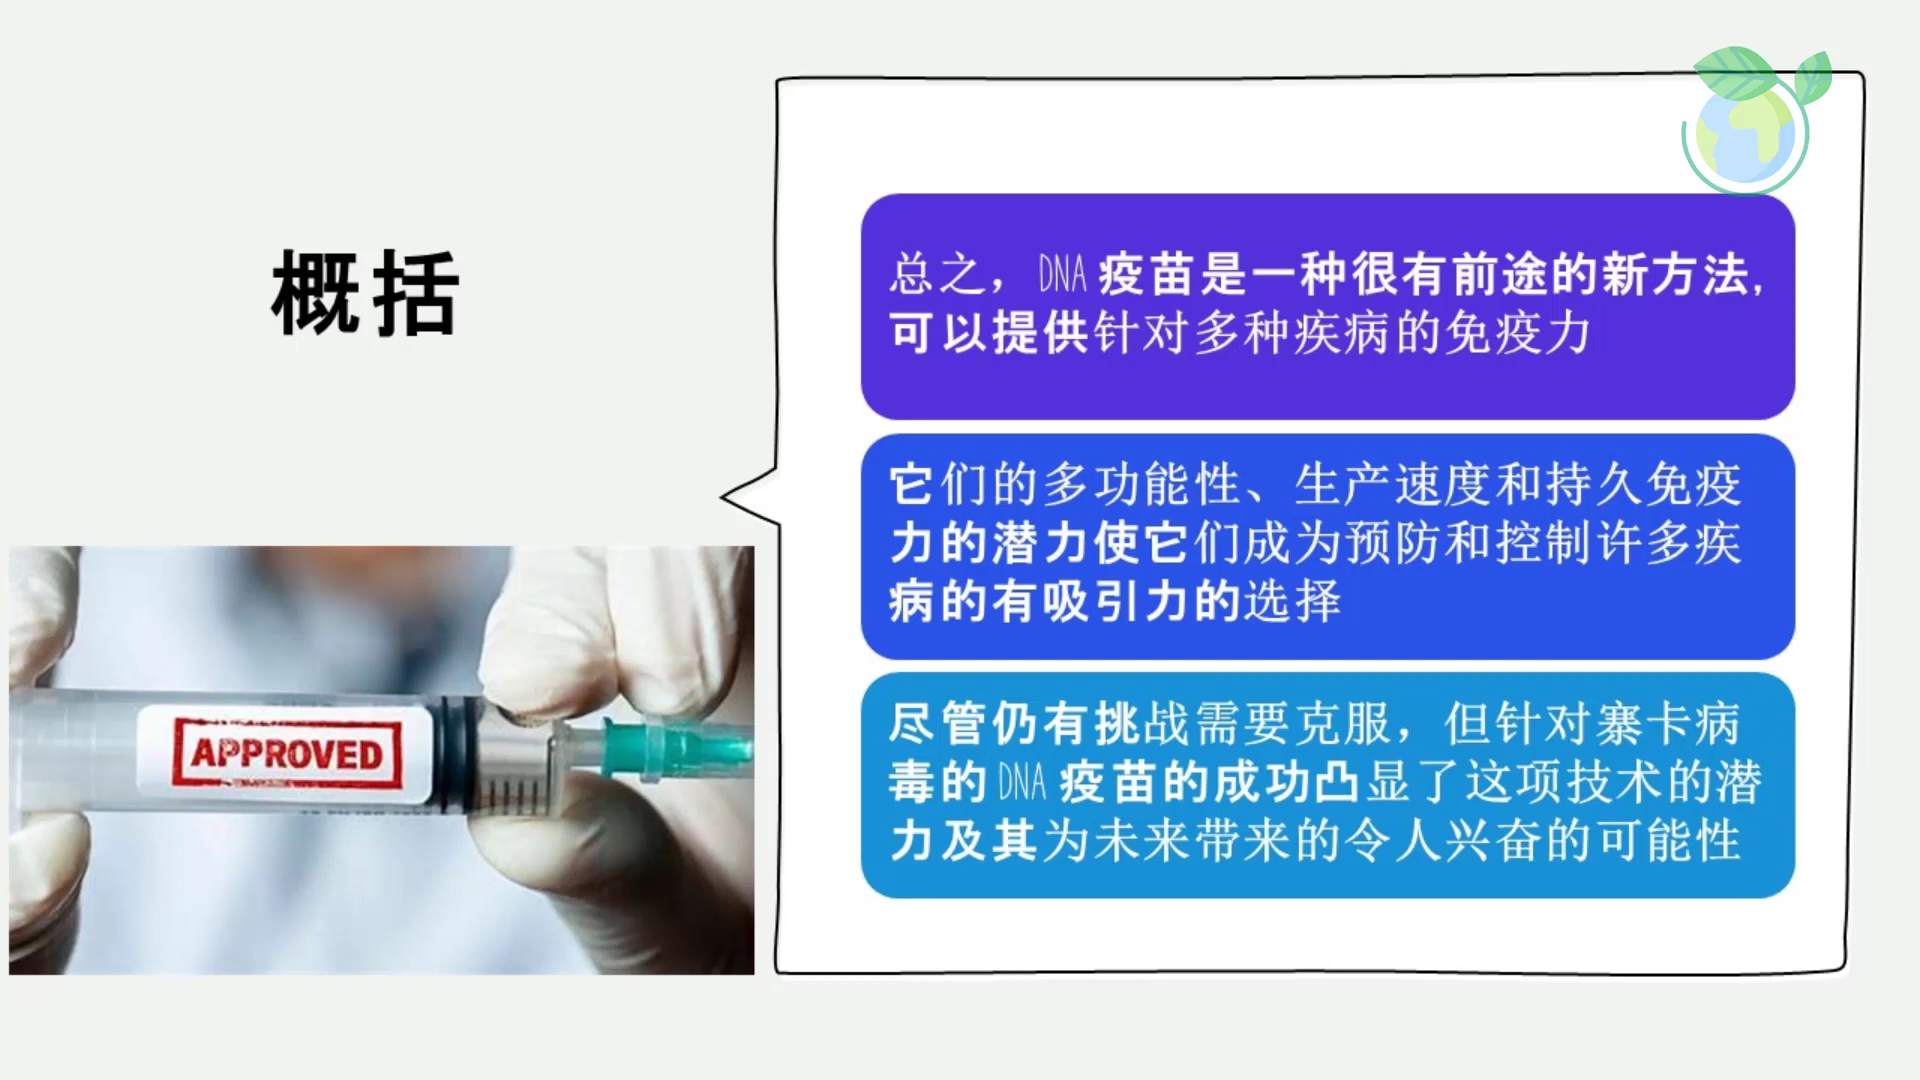 概括
总之，DNA 疫苗是一种很有前途的新方法,
可以提供针对多种疾病的免疫力
它们的多功能性、生产速度和持久免疫
力的潜力使它们成为预防和控制许多疾
病的有吸引力的选择
尽管仍有挑战需要克服，但针对寨卡病
毒的 DNA 疫苗的成功凸显了这项技术的潜
力及其为未来带来的令人兴奋的可能性
APPROVED